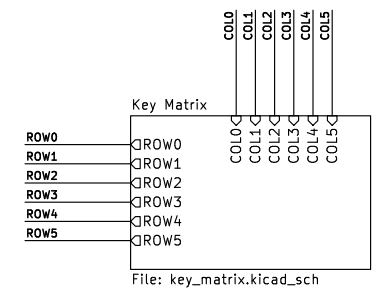 COL0
COL1
COL2
COL3
COL4
COL5
Key Matrix
COL0
COL1
COL2
COL3
COL4
COL5
ROW0
ROW0
ROW1
ROW1
ROW2
ROW2
ROW3
ROW3
ROW4
ROW4
ROW5
ROW5
File: key_matrix.kicad_sch